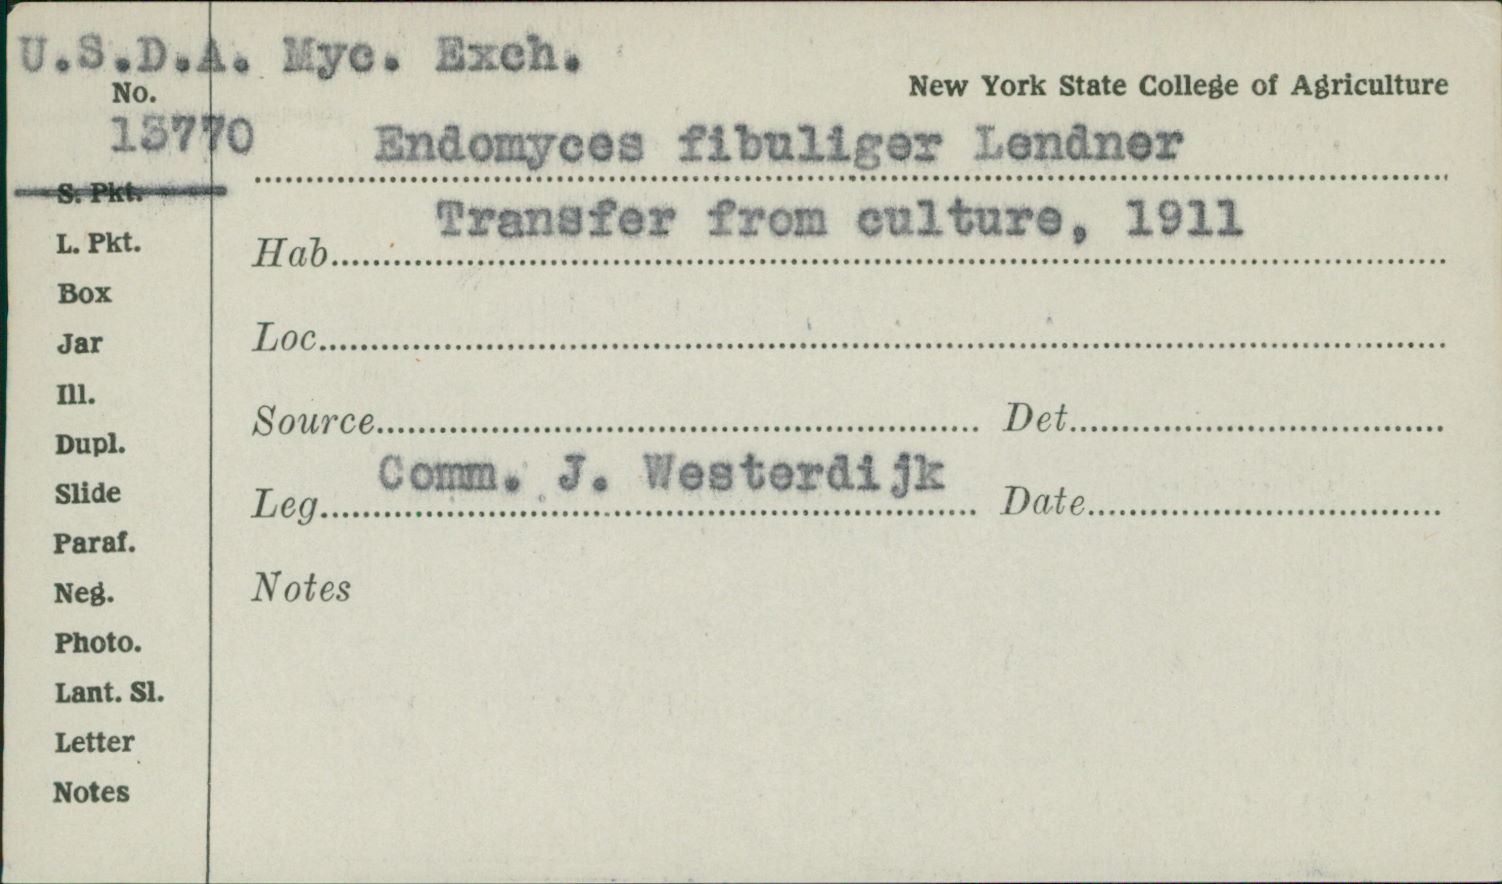 U.S.D.A. Myc. Exch.
No.
New York State College of Agriculture
13770
Endomyces fibuliger Lendner
S. Pkt.
Transfer from culture, 1911
L. Pkt.
Hab
Box
Jar
Loc
Ill.
Source Det
Dupl.
Comm. J. Westerdijk
Slide
Leg Date
Paraf.
Neg.
Notes
Photo.
Lant. Sl.
Letter
Notes